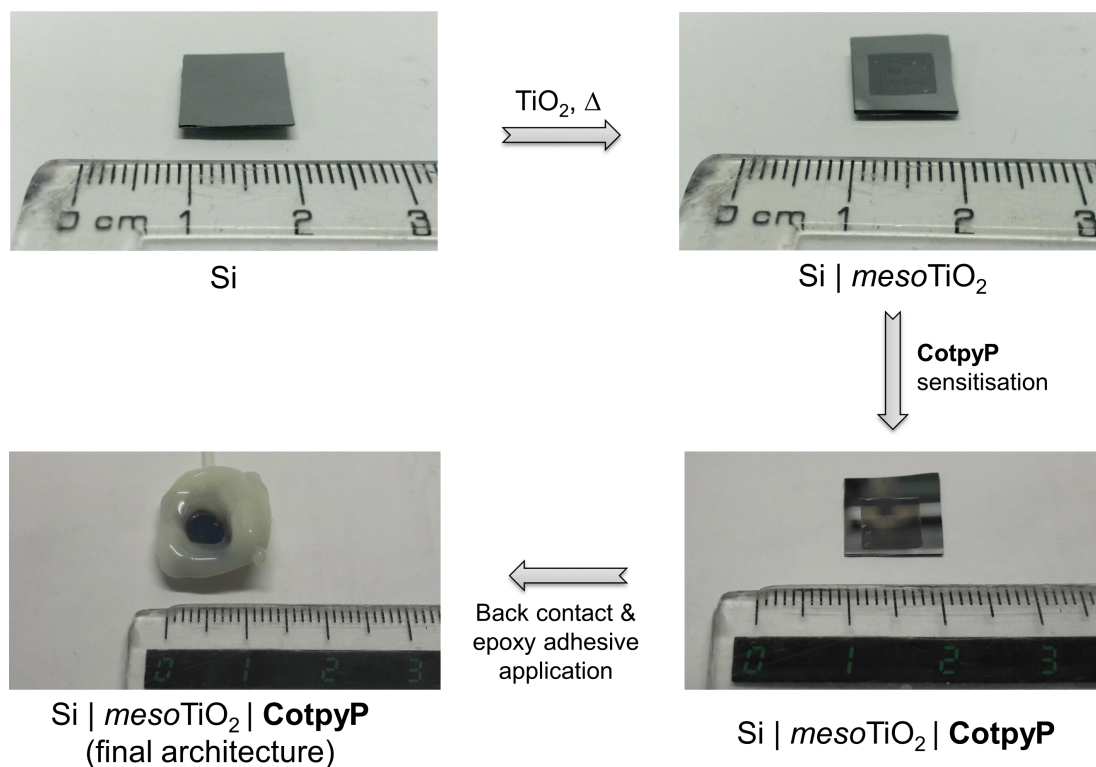 TiO₂, Δ
0 cm 1 2 3
0 cm 1 2 3
Si
Si | mesoTiO₂
CotpyP
sensitisation
Back contact &
epoxy adhesive
application
0 1 2 3
0 1 2 3
Si | mesoTiO₂ | CotpyP
(final architecture)
Si | mesoTiO₂ | CotpyP